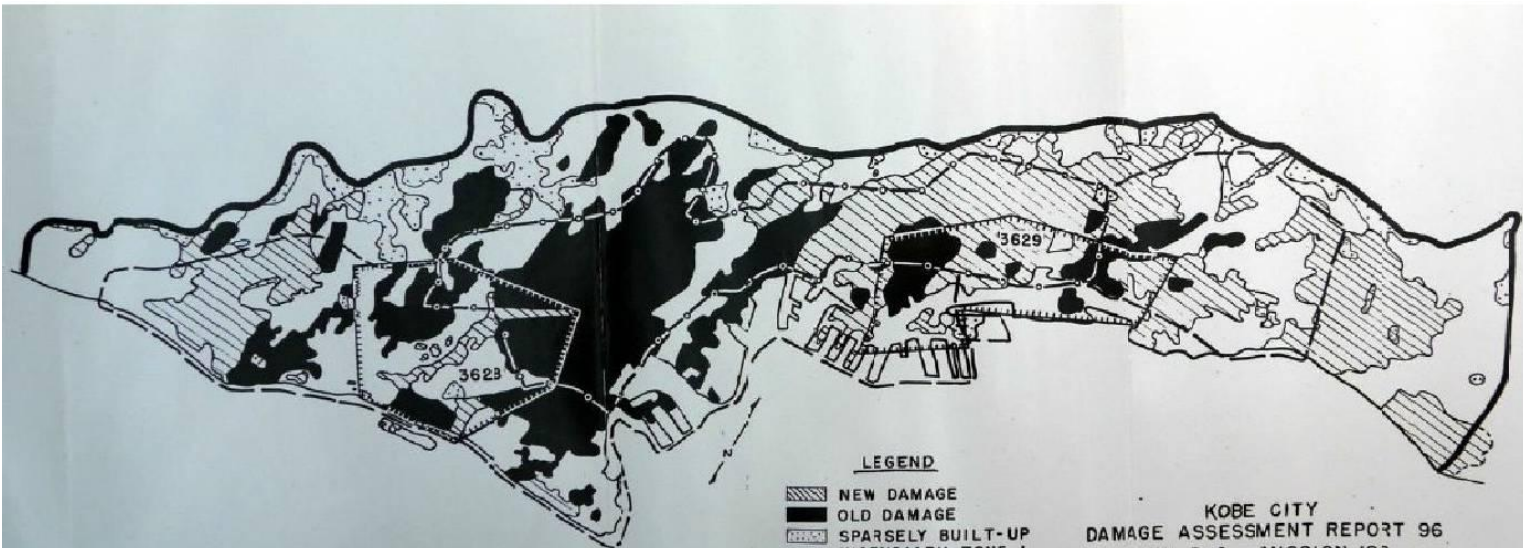 3629
3623
LEGEND
NEW DAMAGE
OLD DAMAGE
SPARSELY BUILT-UP
KOBE CITY
DAMAGE ASSESSMENT REPORT 96